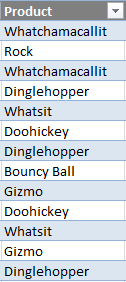 Product
Whatchamacallit
Rock
Whatchamacallit
Dinglehopper
Whatsit
Doohickey
Dinglehopper
Bouncy Ball
Gizmo
Doohickey
Whatsit
Gizmo
Dinglehopper